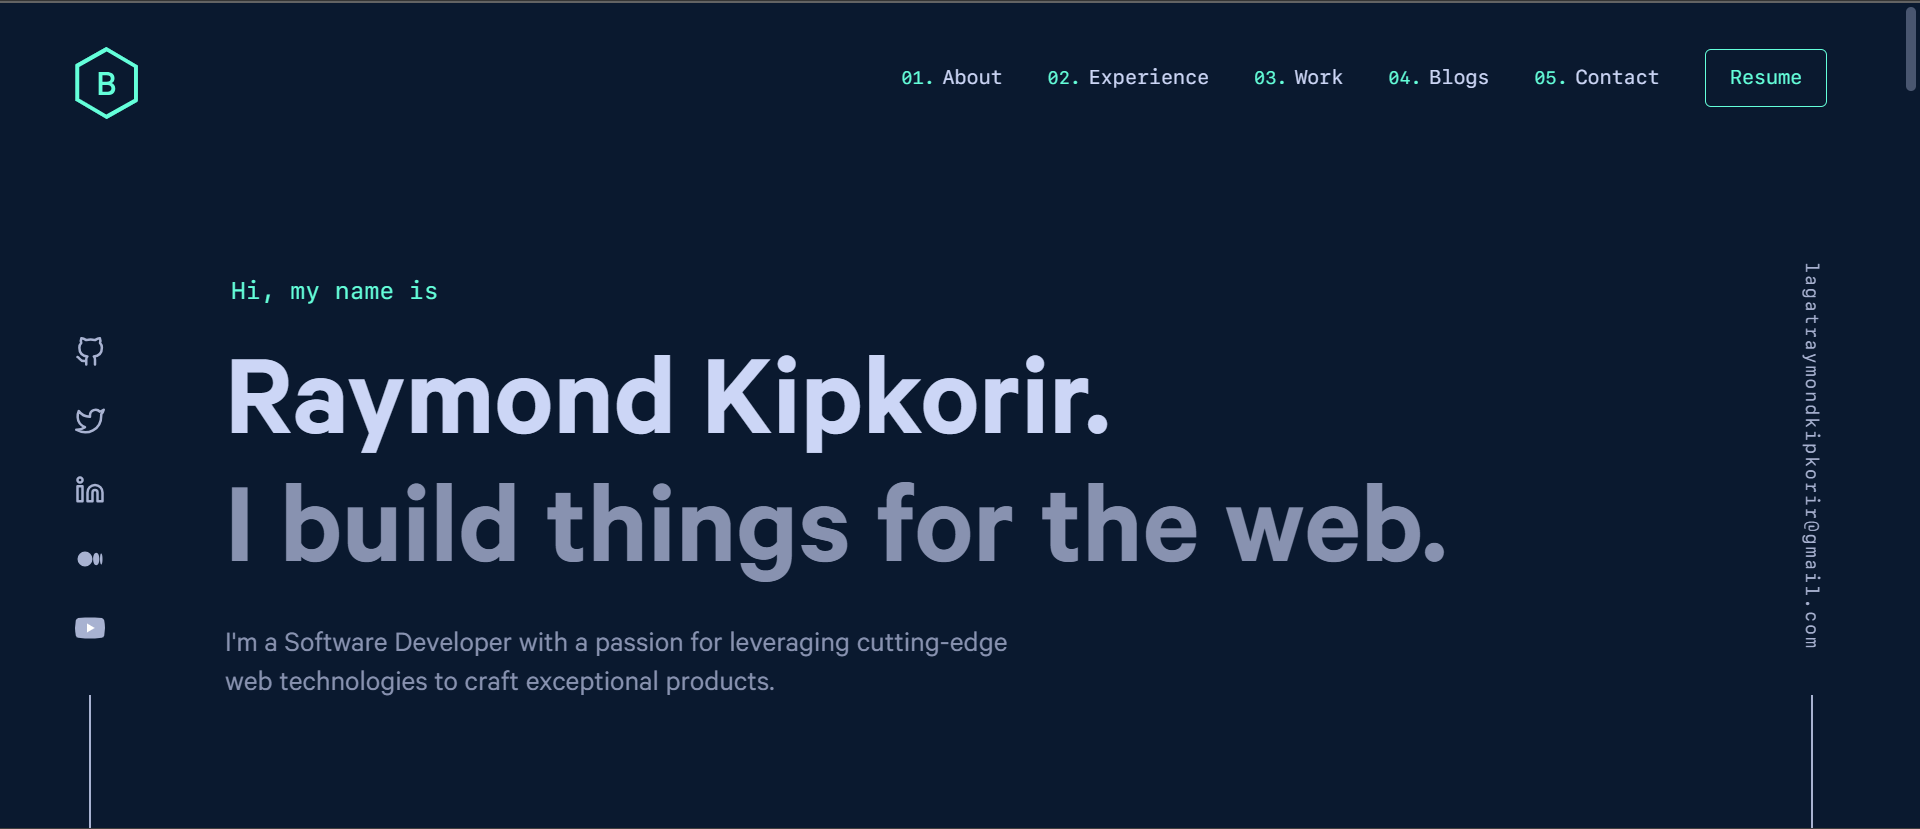 B
01. About 02. Experience 03. Work 04. Blogs 05. Contact Resume
Hi, my name is
Raymond Kipkorir.
I build things for the web.
I'm a Software Developer with a passion for leveraging cutting-edge
web technologies to craft exceptional products.
lagatraymondkipkorir@gmail.com